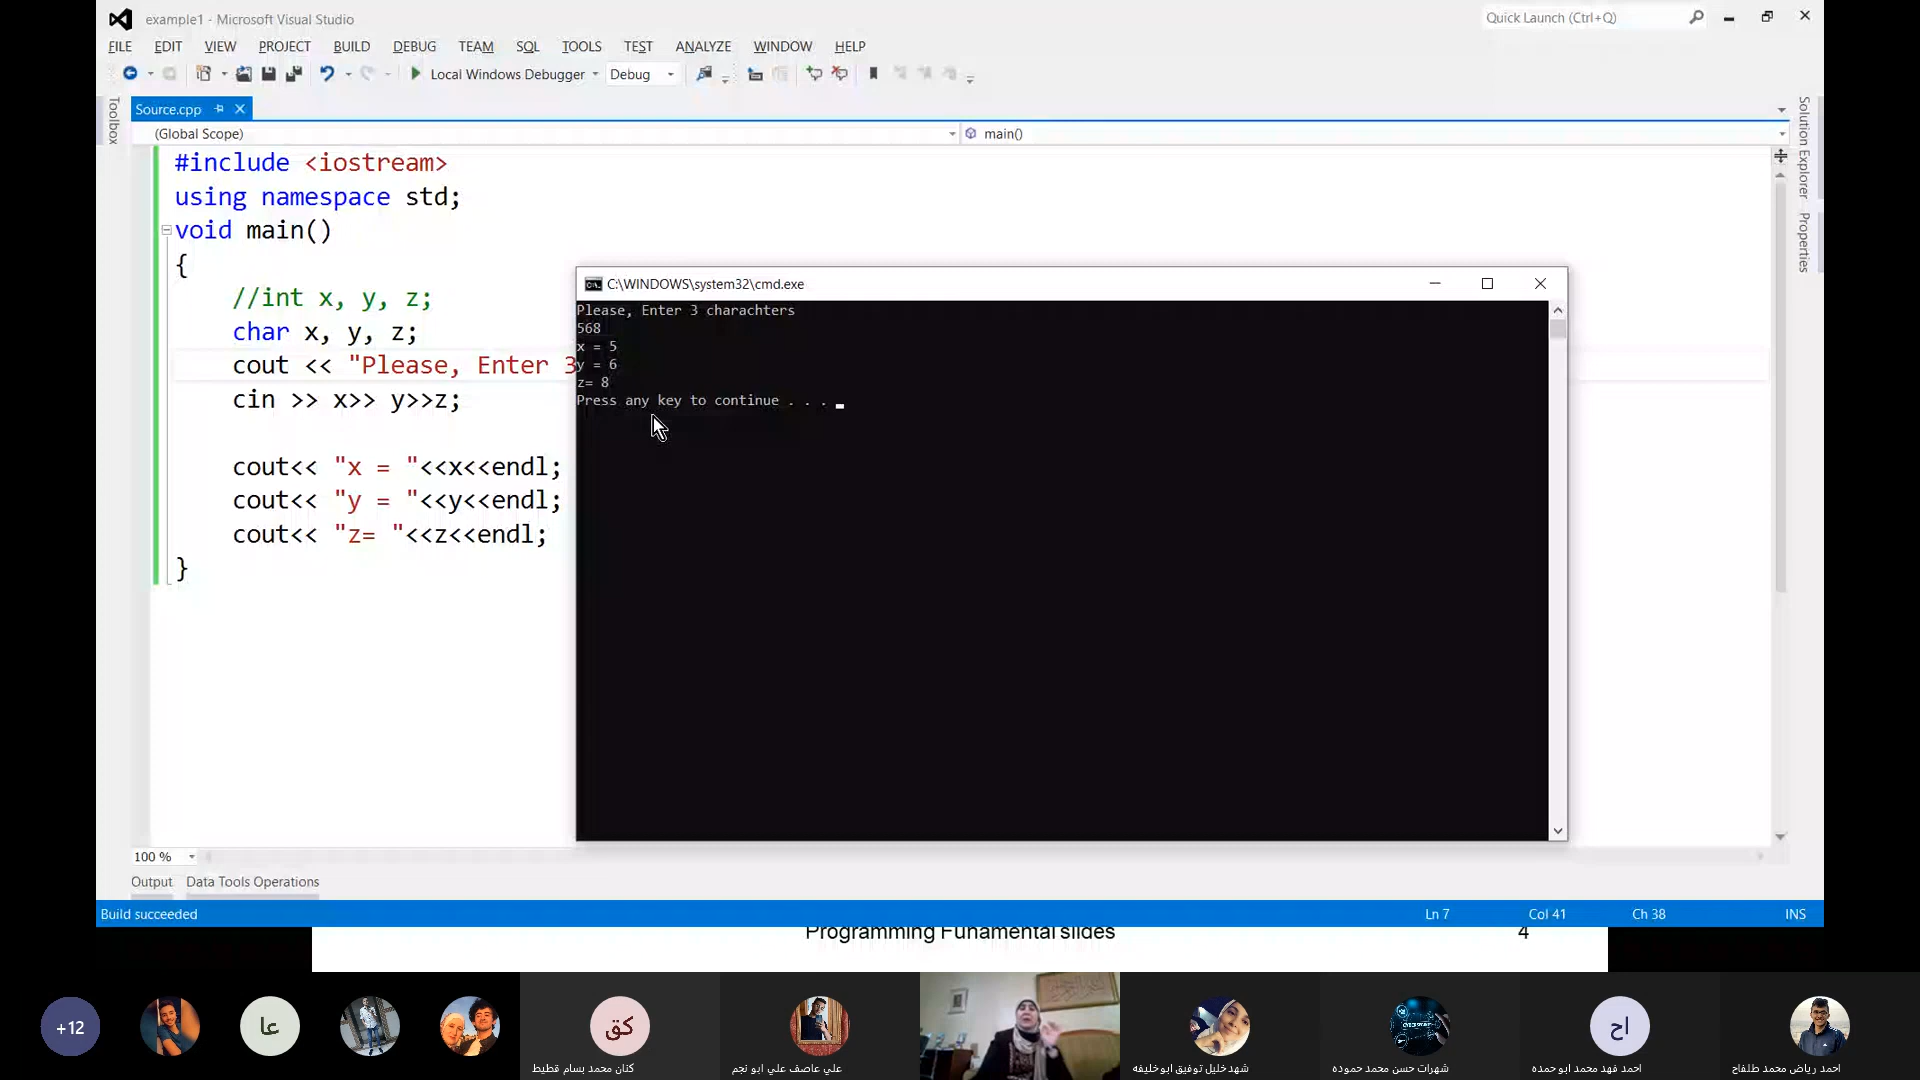 example1 - Microsoft Visual Studio
Quick Launch (Ctrl+Q)
FILE EDIT VIEW PROJECT BUILD DEBUG TEAM SQL TOOLS TEST ANALYZE WINDOW HELP
Local Windows Debugger Debug
Toolbox
Source.cpp
Solution Explorer
Properties
(Global Scope) main()
#include <iostream>
using namespace std;
void main()
{
//int x, y, z;
char x, y, z;
cout << "Please, Enter 3
cin >> x>> y>>z;
cout<< "x = "<<x<<endl;
cout<< "y = "<<y<<endl;
cout<< "z= "<<z<<endl;
}
C:\WINDOWS\system32\cmd.exe
Please, Enter 3 charachters
568
x = 5
y = 6
z= 8
Press any key to continue . . .
100 %
Output Data Tools Operations
Build succeeded Ln 7 Col 41 Ch 38 INS
Programming Funamental slides 4
+12
عا
كق
اح
كنان محمد بسام قطيط
علي عاصف علي ابو نجم
شهد خليل توفيق ابوخليفه
شهرات حسن محمد حموده
احمد فهد محمد ابوحمده
احمد رياض محمد طلفاح